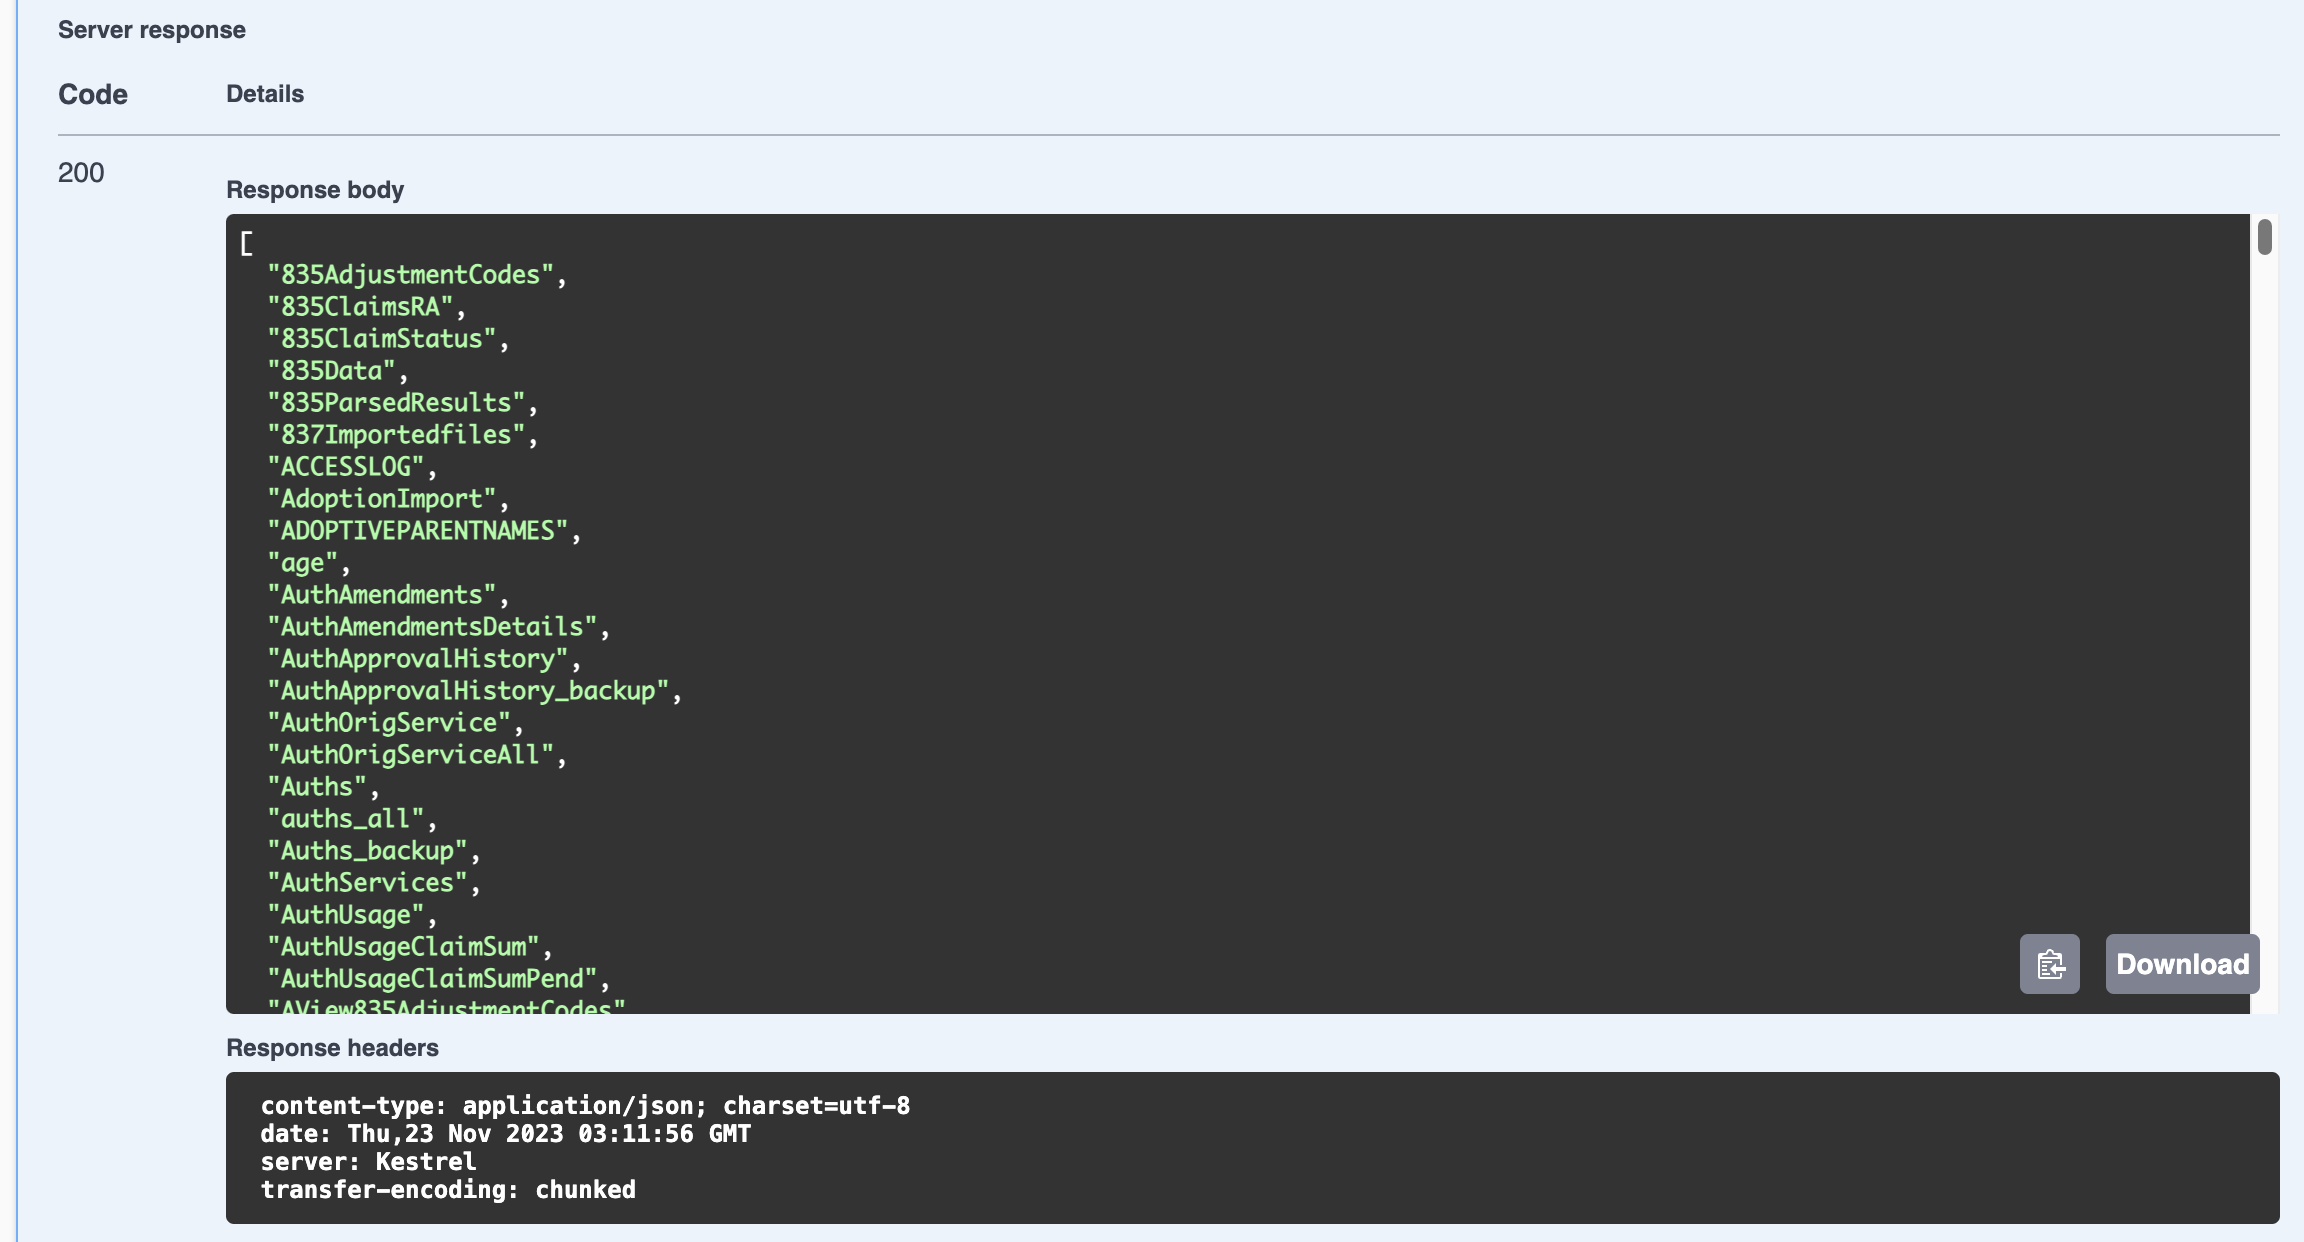 Server response
Code Details
200
Response body
[
"835AdjustmentCodes",
"835ClaimsRA",
"835ClaimStatus",
"835Data",
"835ParsedResults",
"837Importedfiles",
"ACCESSLOG",
"AdoptionImport",
"ADOPTIVEPARENTNAMES",
"age",
"AuthAmendments",
"AuthAmendmentsDetails",
"AuthApprovalHistory",
"AuthApprovalHistory_backup",
"AuthOrigService",
"AuthOrigServiceAll",
"Auths",
"auths_all",
"Auths_backup",
"AuthServices",
"AuthUsage",
"AuthUsageClaimSum",
"AuthUsageClaimSumPend",
"AView835AdjustmentCodes"
Download
Response headers
content-type: application/json; charset=utf-8
date: Thu,23 Nov 2023 03:11:56 GMT
server: Kestrel
transfer-encoding: chunked